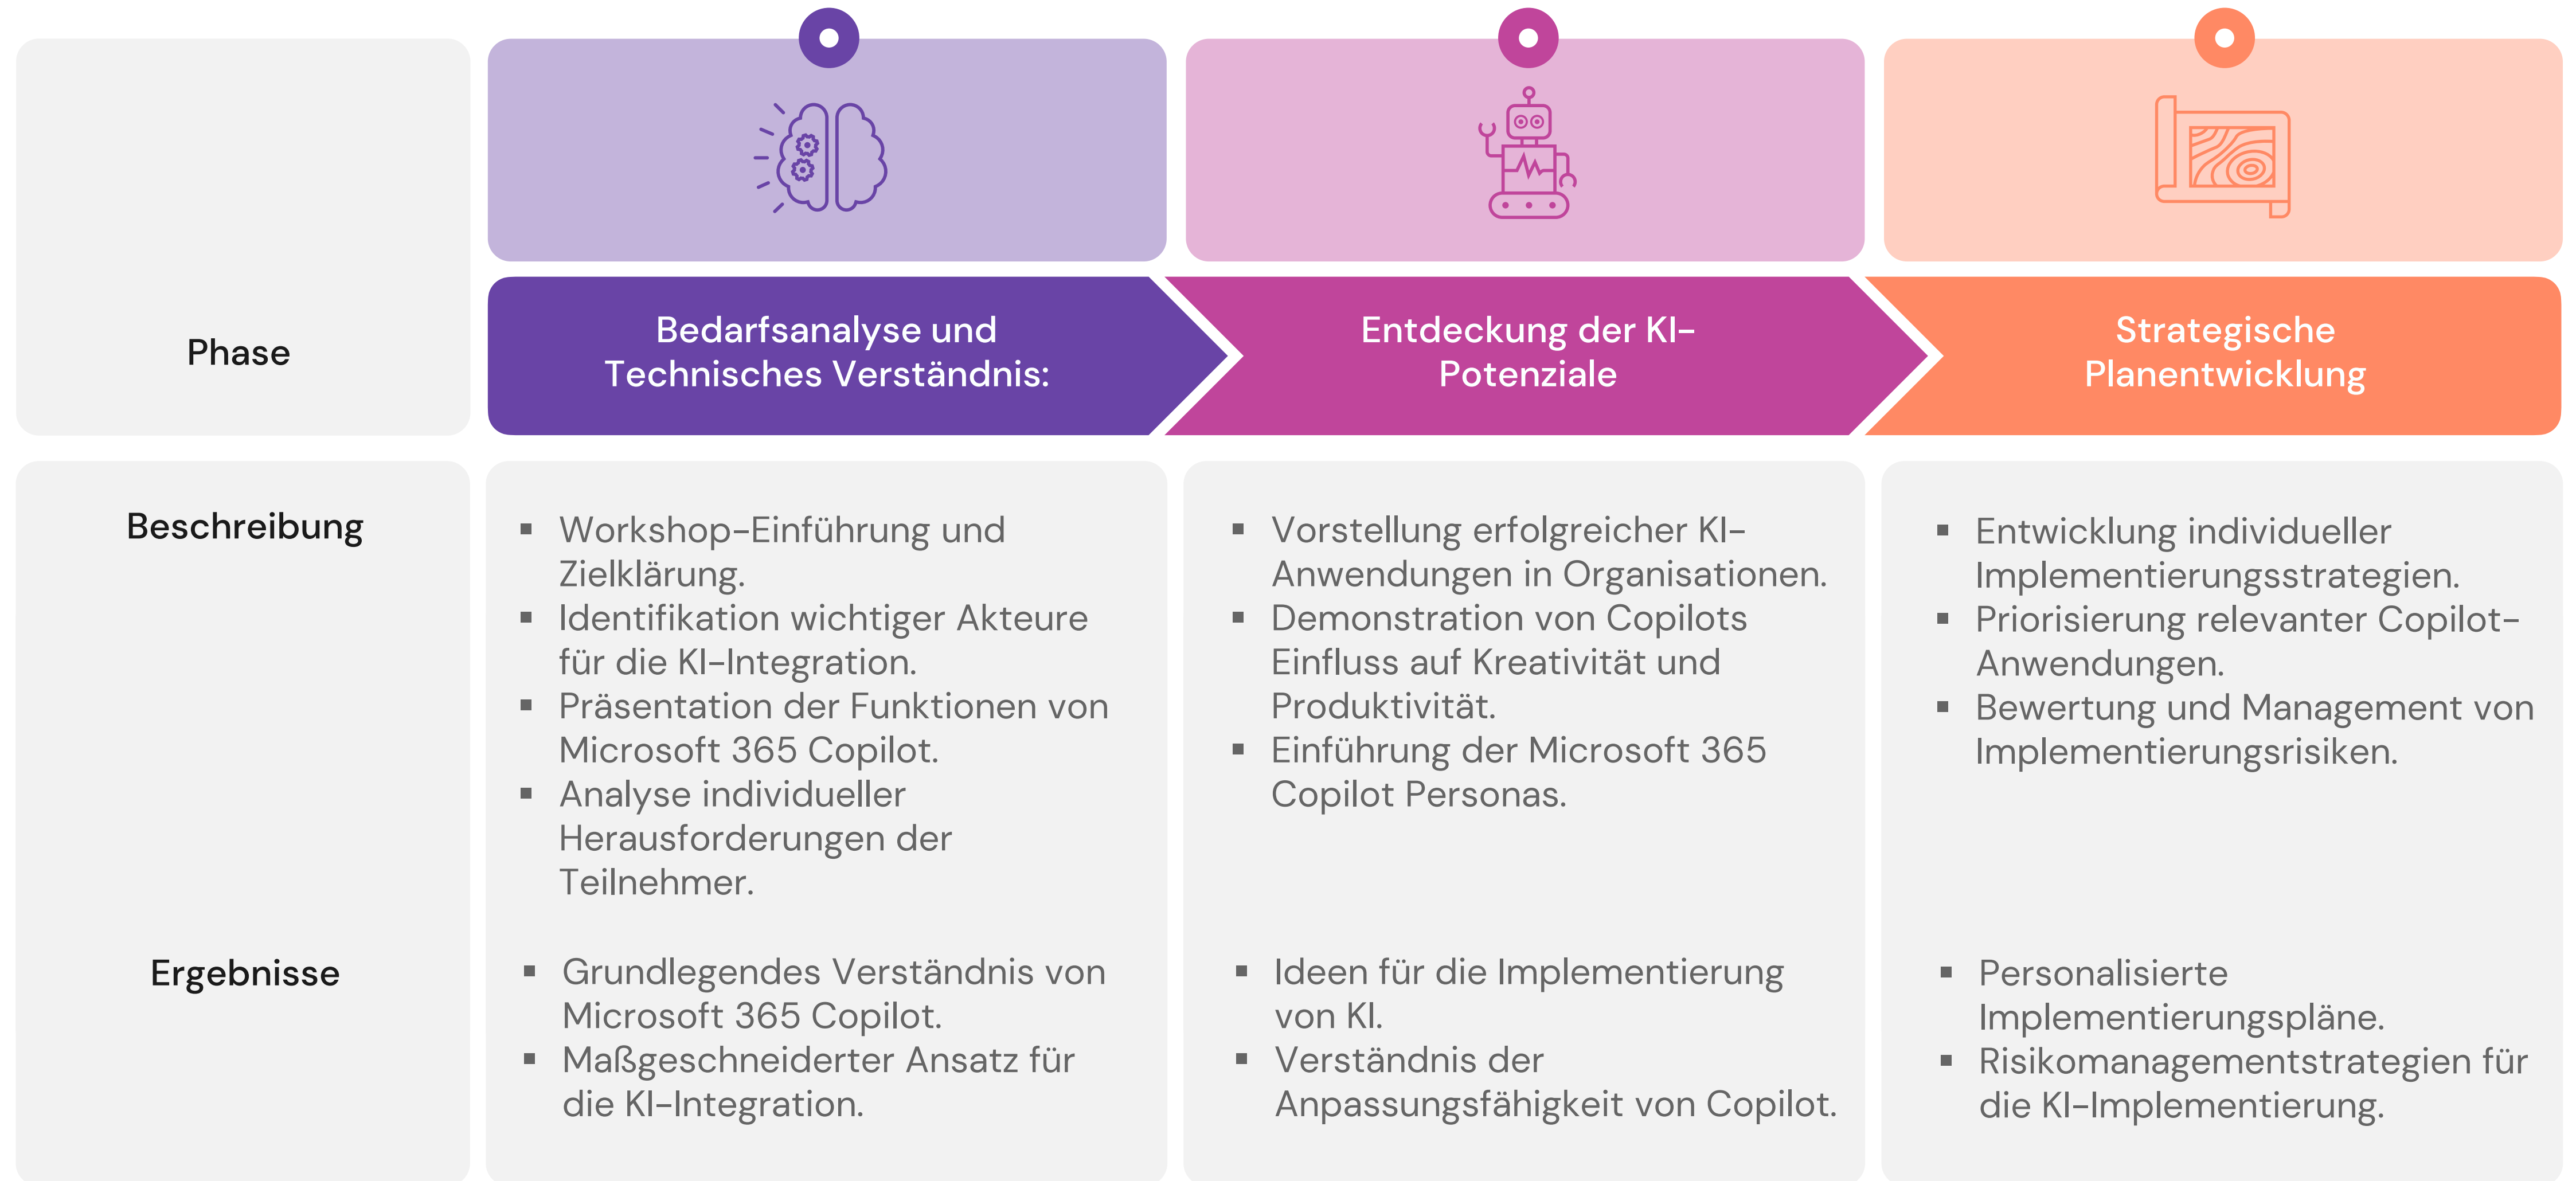 Phase
Bedarfsanalyse und
Technisches Verständnis:
Entdeckung der KI-
Potenziale
Strategische
Planentwicklung
Beschreibung
▪ Workshop-Einführung und
Zielklärung.
▪ Identifikation wichtiger Akteure
für die KI-Integration.
▪ Präsentation der Funktionen von
Microsoft 365 Copilot.
▪ Analyse individueller
Herausforderungen der
Teilnehmer.
▪ Vorstellung erfolgreicher KI-
Anwendungen in Organisationen.
▪ Demonstration von Copilots
Einfluss auf Kreativität und
Produktivität.
▪ Einführung der Microsoft 365
Copilot Personas.
▪ Entwicklung individueller
Implementierungsstrategien.
▪ Priorisierung relevanter Copilot-
Anwendungen.
▪ Bewertung und Management von
Implementierungsrisiken.
Ergebnisse
▪ Grundlegendes Verständnis von
Microsoft 365 Copilot.
▪ Maßgeschneiderter Ansatz für
die KI-Integration.
▪ Ideen für die Implementierung
von KI.
▪ Verständnis der
Anpassungsfähigkeit von Copilot.
▪ Personalisierte
Implementierungspläne.
▪ Risikomanagementstrategien für
die KI-Implementierung.